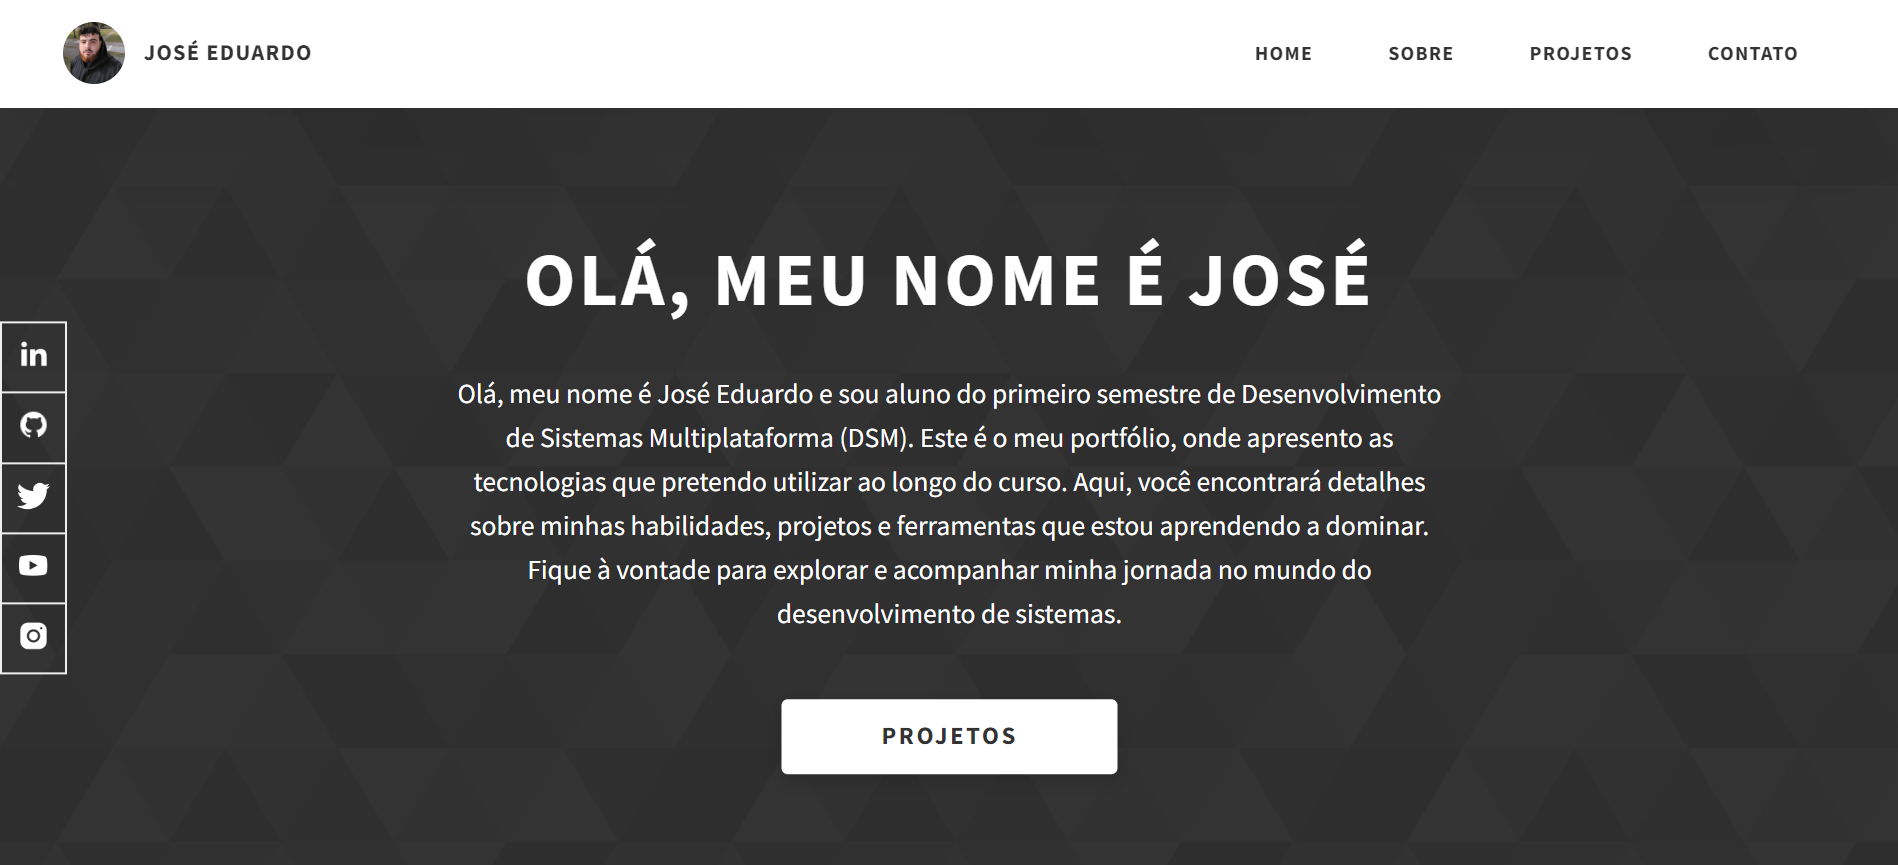 JOSÉ EDUARDO
HOME SOBRE PROJETOS CONTATO
OLÁ, MEU NOME É JOSÉ
Olá, meu nome é José Eduardo e sou aluno do primeiro semestre de Desenvolvimento
de Sistemas Multiplataforma (DSM). Este é o meu portfólio, onde apresento as
tecnologias que pretendo utilizar ao longo do curso. Aqui, você encontrará detalhes
sobre minhas habilidades, projetos e ferramentas que estou aprendendo a dominar.
Fique à vontade para explorar e acompanhar minha jornada no mundo do
desenvolvimento de sistemas.
in
PROJETOS